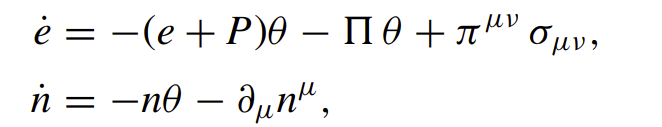 ė = −(e + P)θ − Π θ + π^{μν} σ_{μν},
ṅ = −nθ − ∂_μ n^μ,